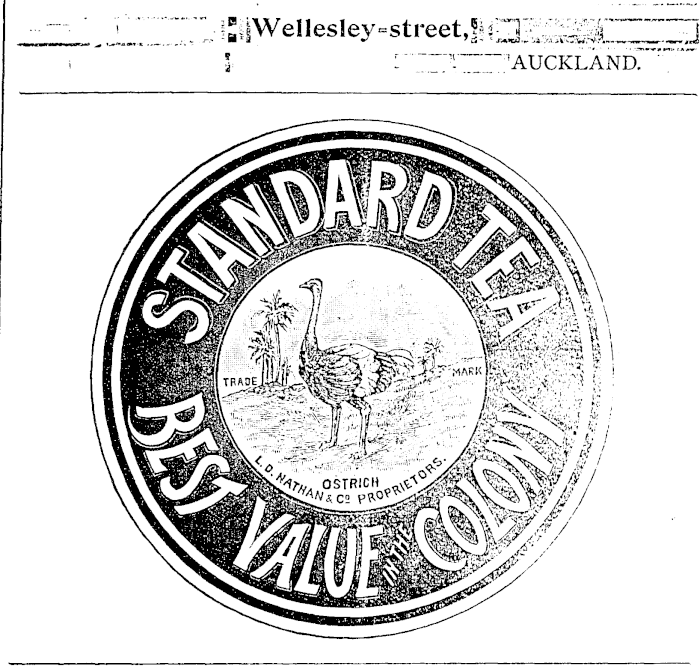 Wellesley-street,
AUCKLAND.
STANDARD TEA
TRADE MARK
OSTRICH
L. D. NATHAN & Co PROPRIETORS.
BEST VALUE IN THE COLONY